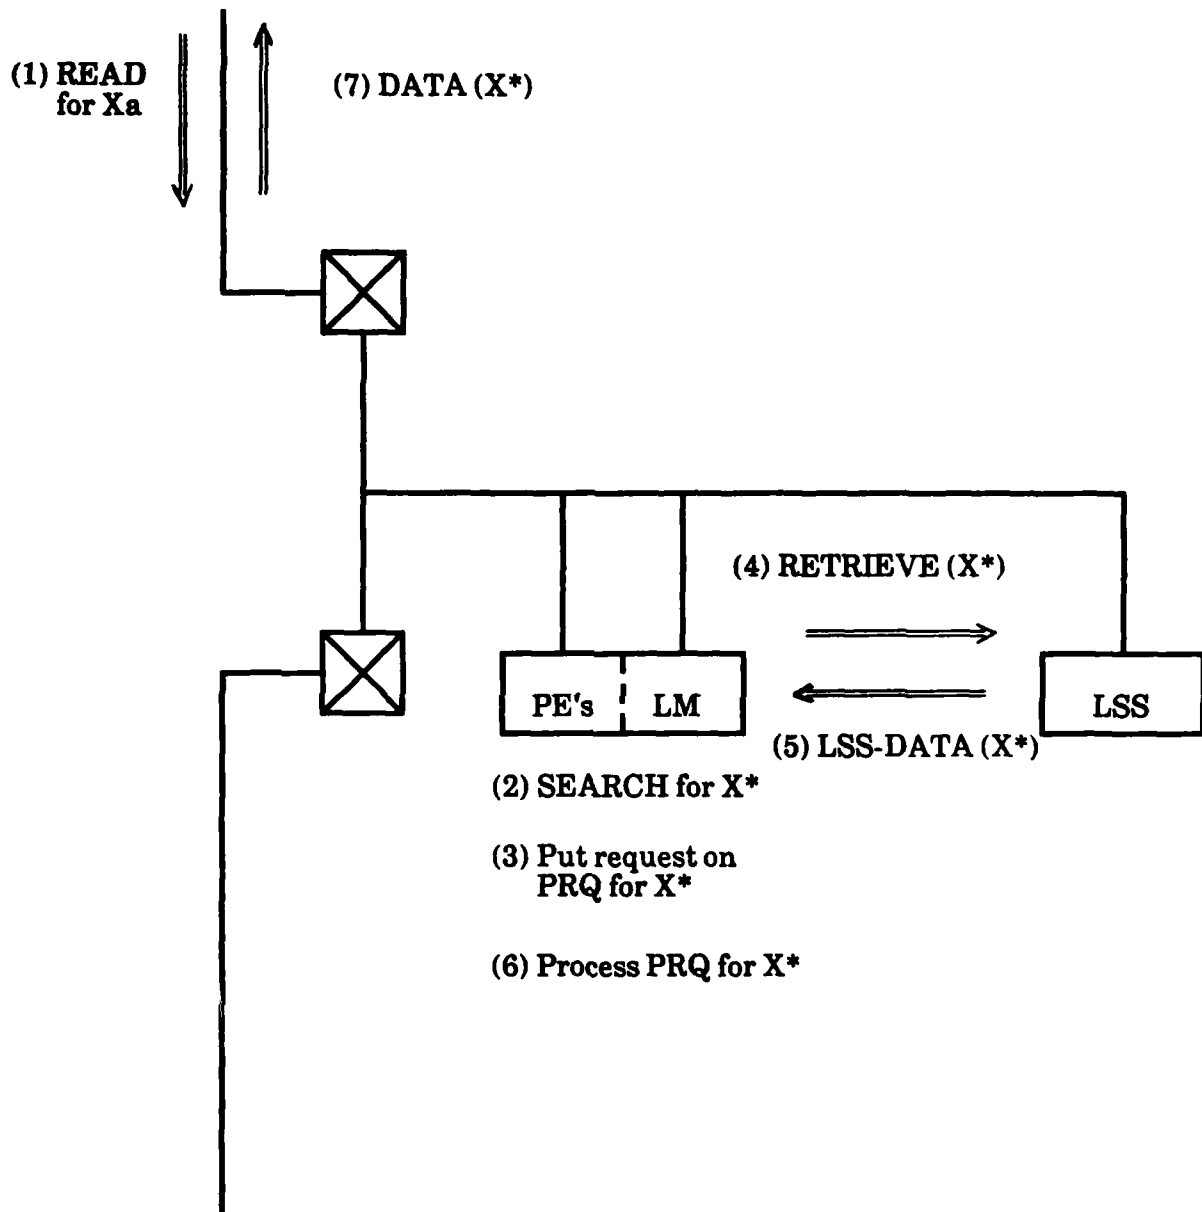 (1) READ
for Xa
(7) DATA (X*)
(4) RETRIEVE (X*)
PE's
LM
LSS
(5) LSS-DATA (X*)
(2) SEARCH for X*
(3) Put request on
PRQ for X*
(6) Process PRQ for X*